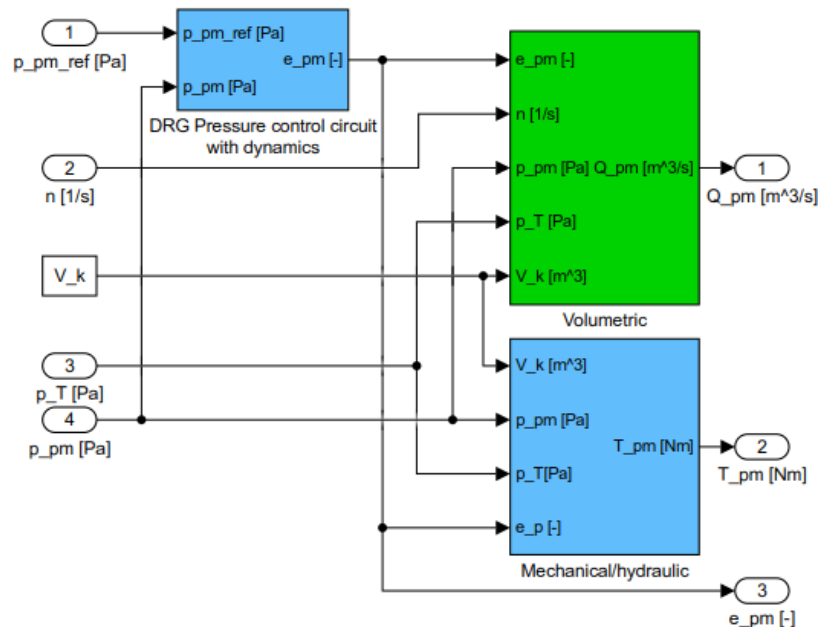 1
p_pm_ref [Pa]
p_pm_ref [Pa]
e_pm [-]
p_pm [Pa]
DRG Pressure control circuit
with dynamics
2
n [1/s]
V_k
3
p_T [Pa]
4
p_pm [Pa]
e_pm [-]
n [1/s]
p_pm [Pa] Q_pm [m^3/s]
p_T [Pa]
V_k [m^3]
Volumetric
1
Q_pm [m^3/s]
V_k [m^3]
p_pm [Pa]
T_pm [Nm]
p_T[Pa]
e_p [-]
Mechanical/hydraulic
2
T_pm [Nm]
3
e_pm [-]